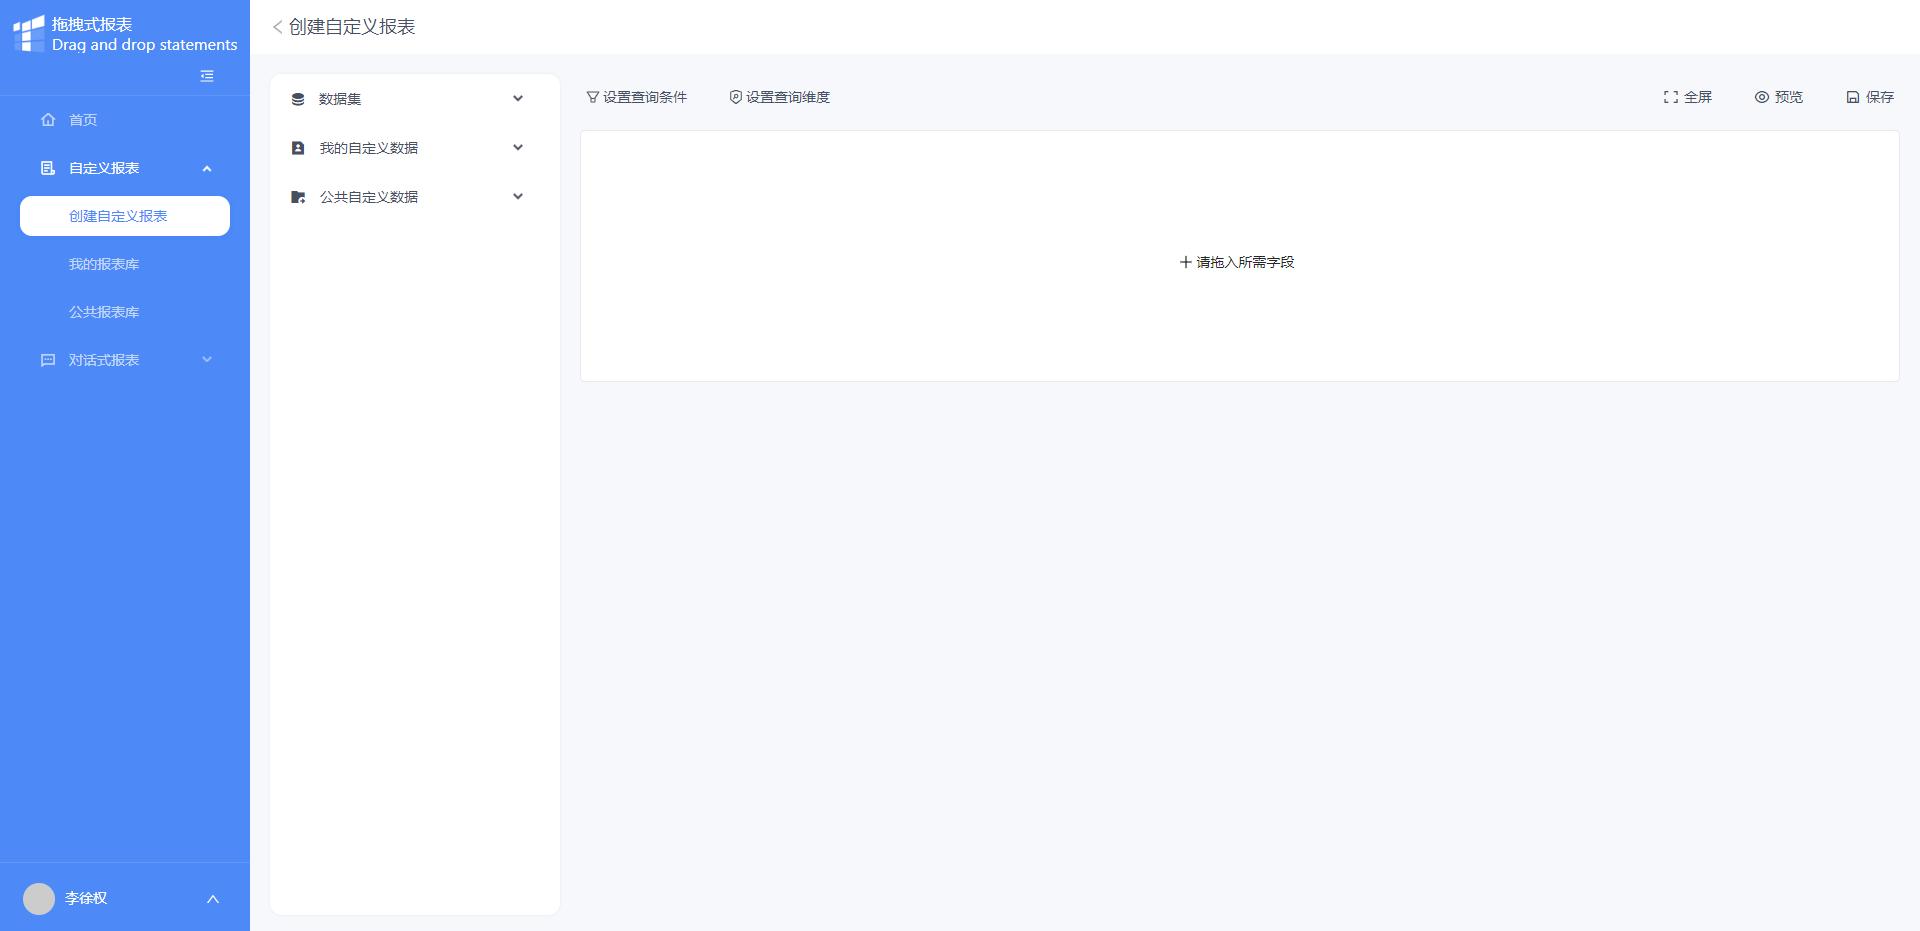 拖拽式报表
Drag and drop statements
首页
自定义报表
创建自定义报表
我的报表库
公共报表库
对话式报表
李徐权
创建自定义报表
数据集
我的自定义数据
公共自定义数据
设置查询条件
设置查询维度
全屏
预览
保存
请拖入所需字段